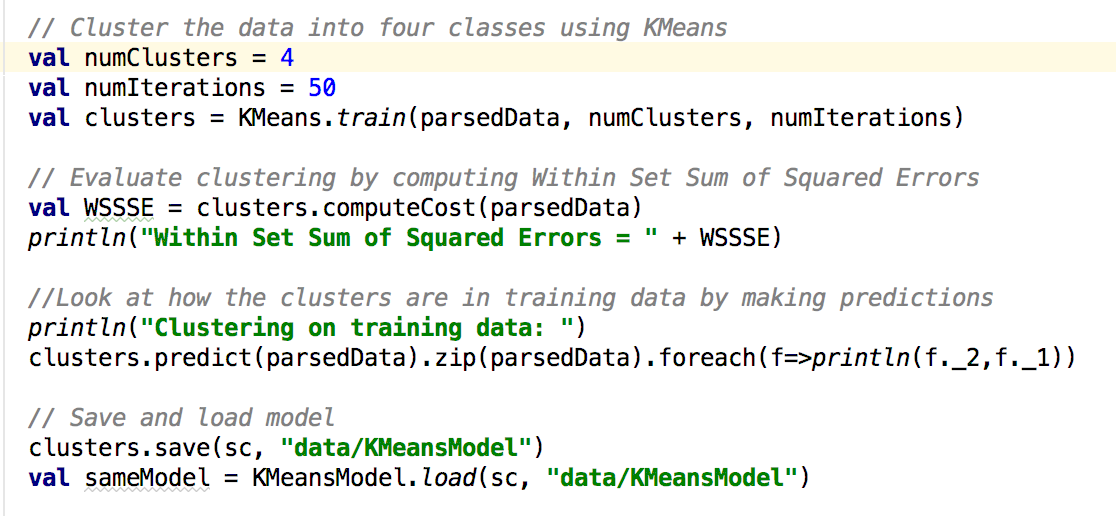 // Cluster the data into four classes using KMeans
val numClusters = 4
val numIterations = 50
val clusters = KMeans.train(parsedData, numClusters, numIterations)
// Evaluate clustering by computing Within Set Sum of Squared Errors
val WSSSE = clusters.computeCost(parsedData)
println("Within Set Sum of Squared Errors = " + WSSSE)
//Look at how the clusters are in training data by making predictions
println("Clustering on training data: ")
clusters.predict(parsedData).zip(parsedData).foreach(f=>println(f._2,f._1))
// Save and load model
clusters.save(sc, "data/KMeansModel")
val sameModel = KMeansModel.load(sc, "data/KMeansModel")